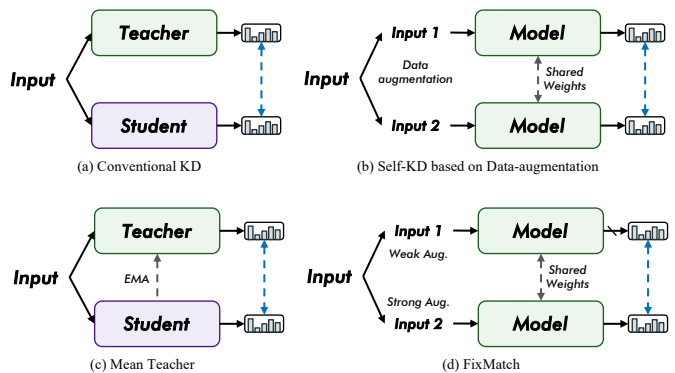 Input
Teacher
Student
(a) Conventional KD
Input
Input 1
Data
augmentation
Input 2
Model
Shared
Weights
Model
(b) Self-KD based on Data-augmentation
Input
Teacher
EMA
Student
(c) Mean Teacher
Input
Input 1
Weak Aug.
Strong Aug.
Input 2
Model
Shared
Weights
Model
(d) FixMatch